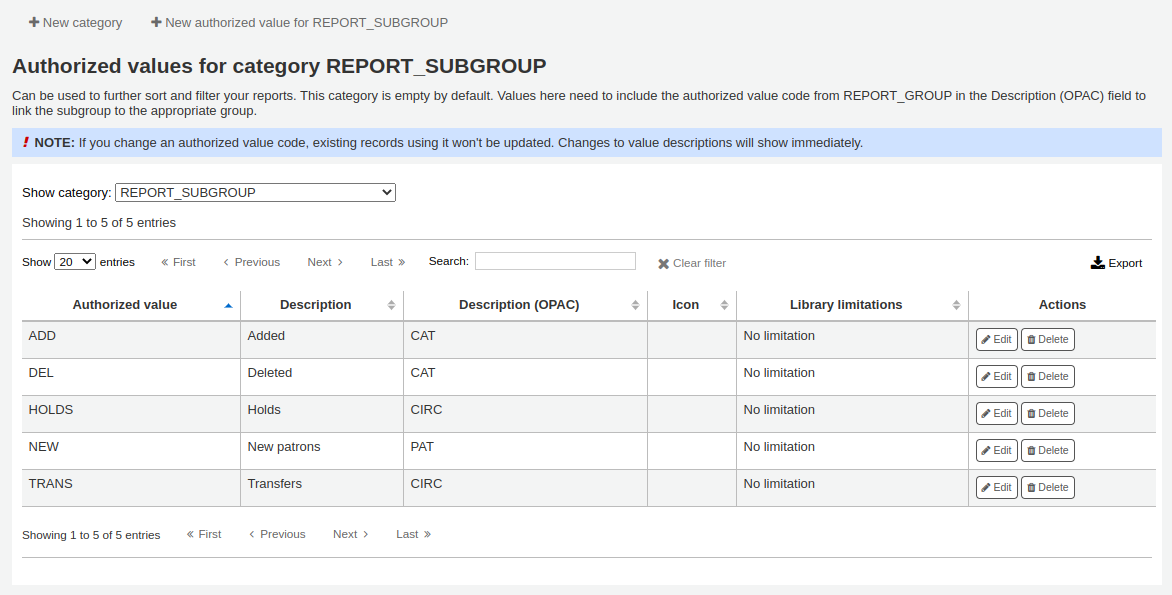 New category New authorized value for REPORT_SUBGROUP
Authorized values for category REPORT_SUBGROUP
Can be used to further sort and filter your reports. This category is empty by default. Values here need to include the authorized value code from REPORT_GROUP in the Description (OPAC) field to
link the subgroup to the appropriate group.
! NOTE: If you change an authorized value code, existing records using it won't be updated. Changes to value descriptions will show immediately.
Show category: REPORT_SUBGROUP
Showing 1 to 5 of 5 entries
Show 20 entries « First ‹ Previous Next › Last » Search: Clear filter Export
Authorized value Description Description (OPAC) Icon Library limitations Actions
ADD Added CAT No limitation Edit Delete
DEL Deleted CAT No limitation Edit Delete
HOLDS Holds CIRC No limitation Edit Delete
NEW New patrons PAT No limitation Edit Delete
TRANS Transfers CIRC No limitation Edit Delete
Showing 1 to 5 of 5 entries « First ‹ Previous Next › Last »